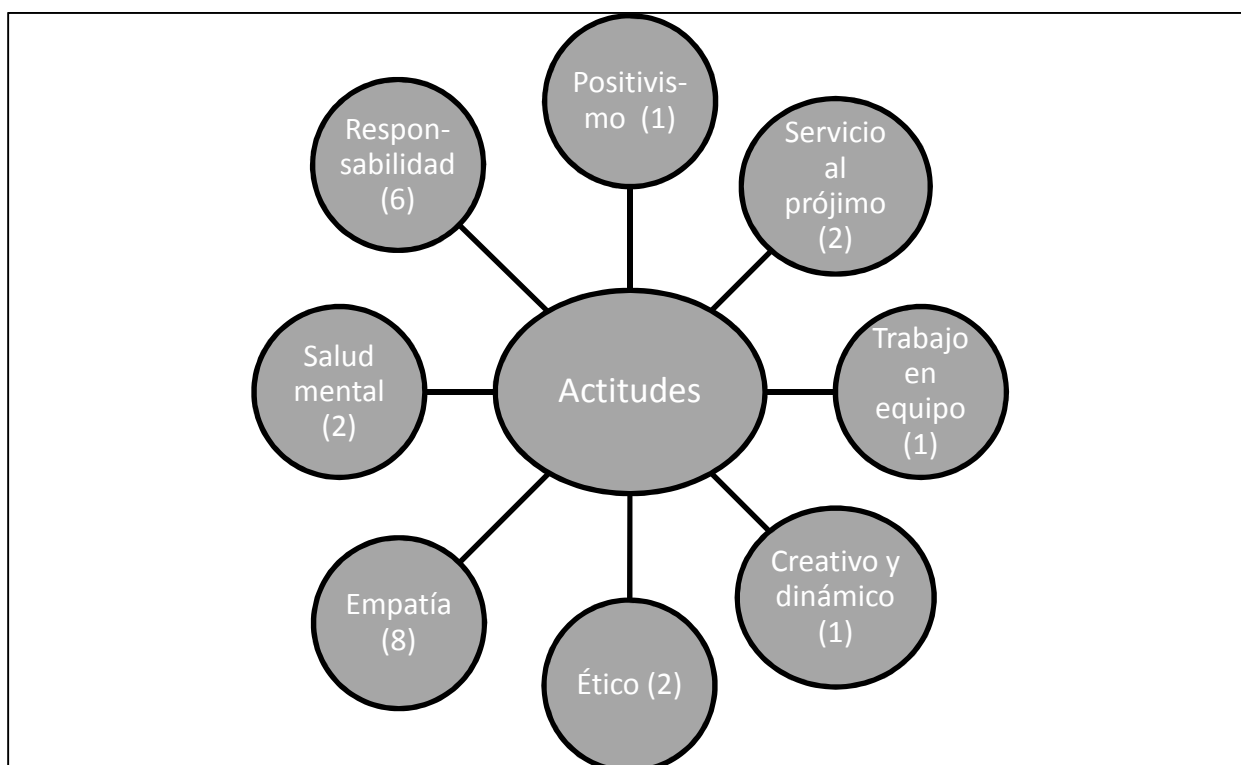 Positivis-
mo (1)
Servicio
al
prójimo
(2)
Trabajo
en
equipo
(1)
Creativo y
dinámico
(1)
Ético (2)
Empatía
(8)
Salud
mental
(2)
Respon-
sabilidad
(6)
Actitudes